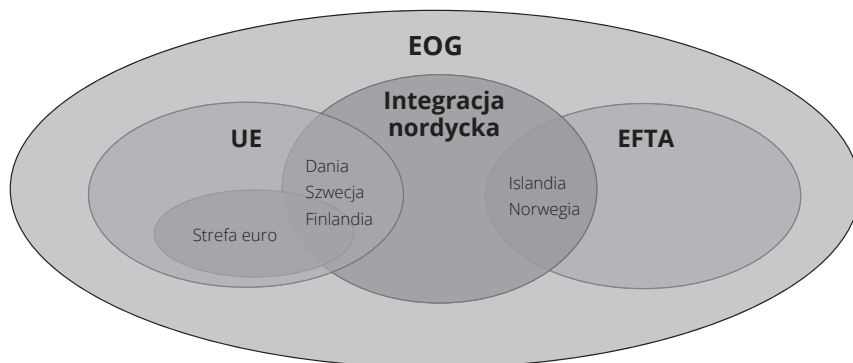 EOG
Integracja
nordycka
UE
EFTA
Dania
Szwecja
Finlandia
Islandia
Norwegia
Strefa euro